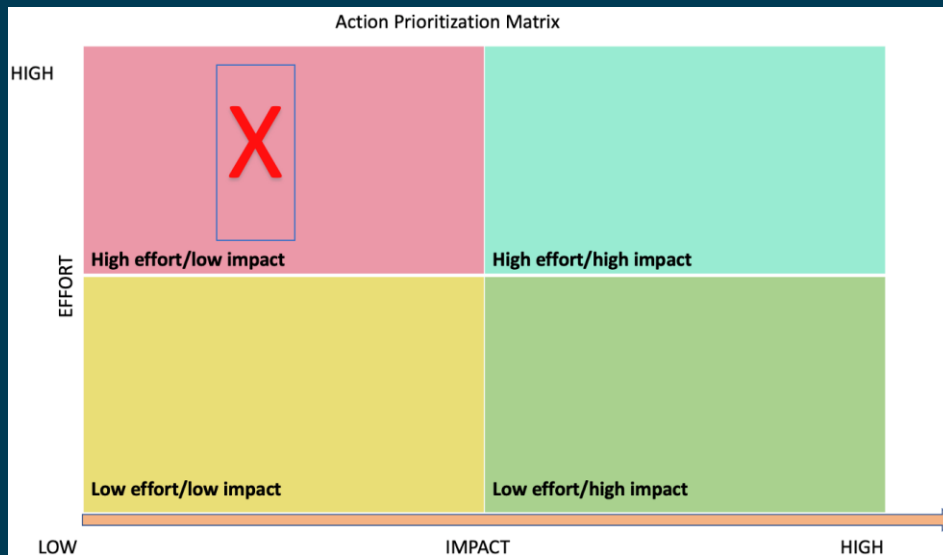 Action Prioritization Matrix
HIGH
X
High effort/low impact
High effort/high impact
EFFORT
Low effort/low impact
Low effort/high impact
LOW
IMPACT
HIGH